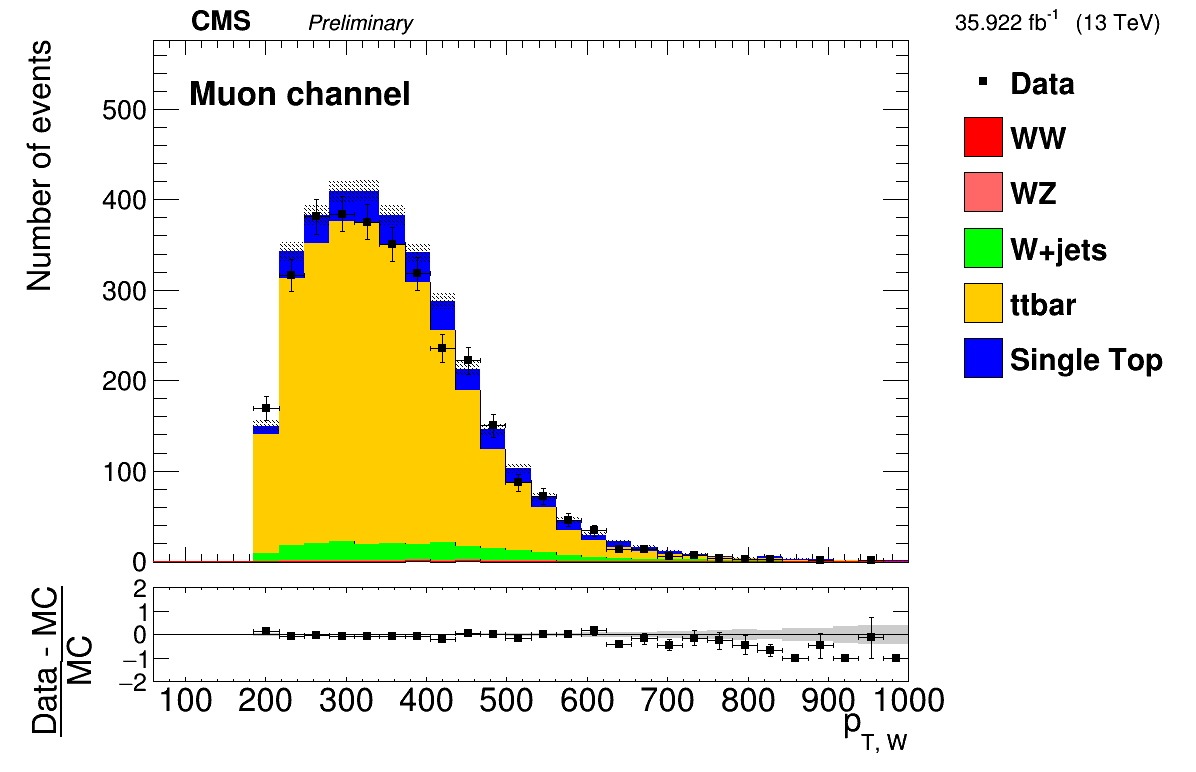 CMS Preliminary 35.922 fb-1 (13 TeV)
Number of events
Muon channel
500
400
300
200
100
0
Data
WW
WZ
W+jets
ttbar
Single Top
Data - MC
MC
2
1
0
−1
−2
100 200 300 400 500 600 700 800 900 1000
pT, W